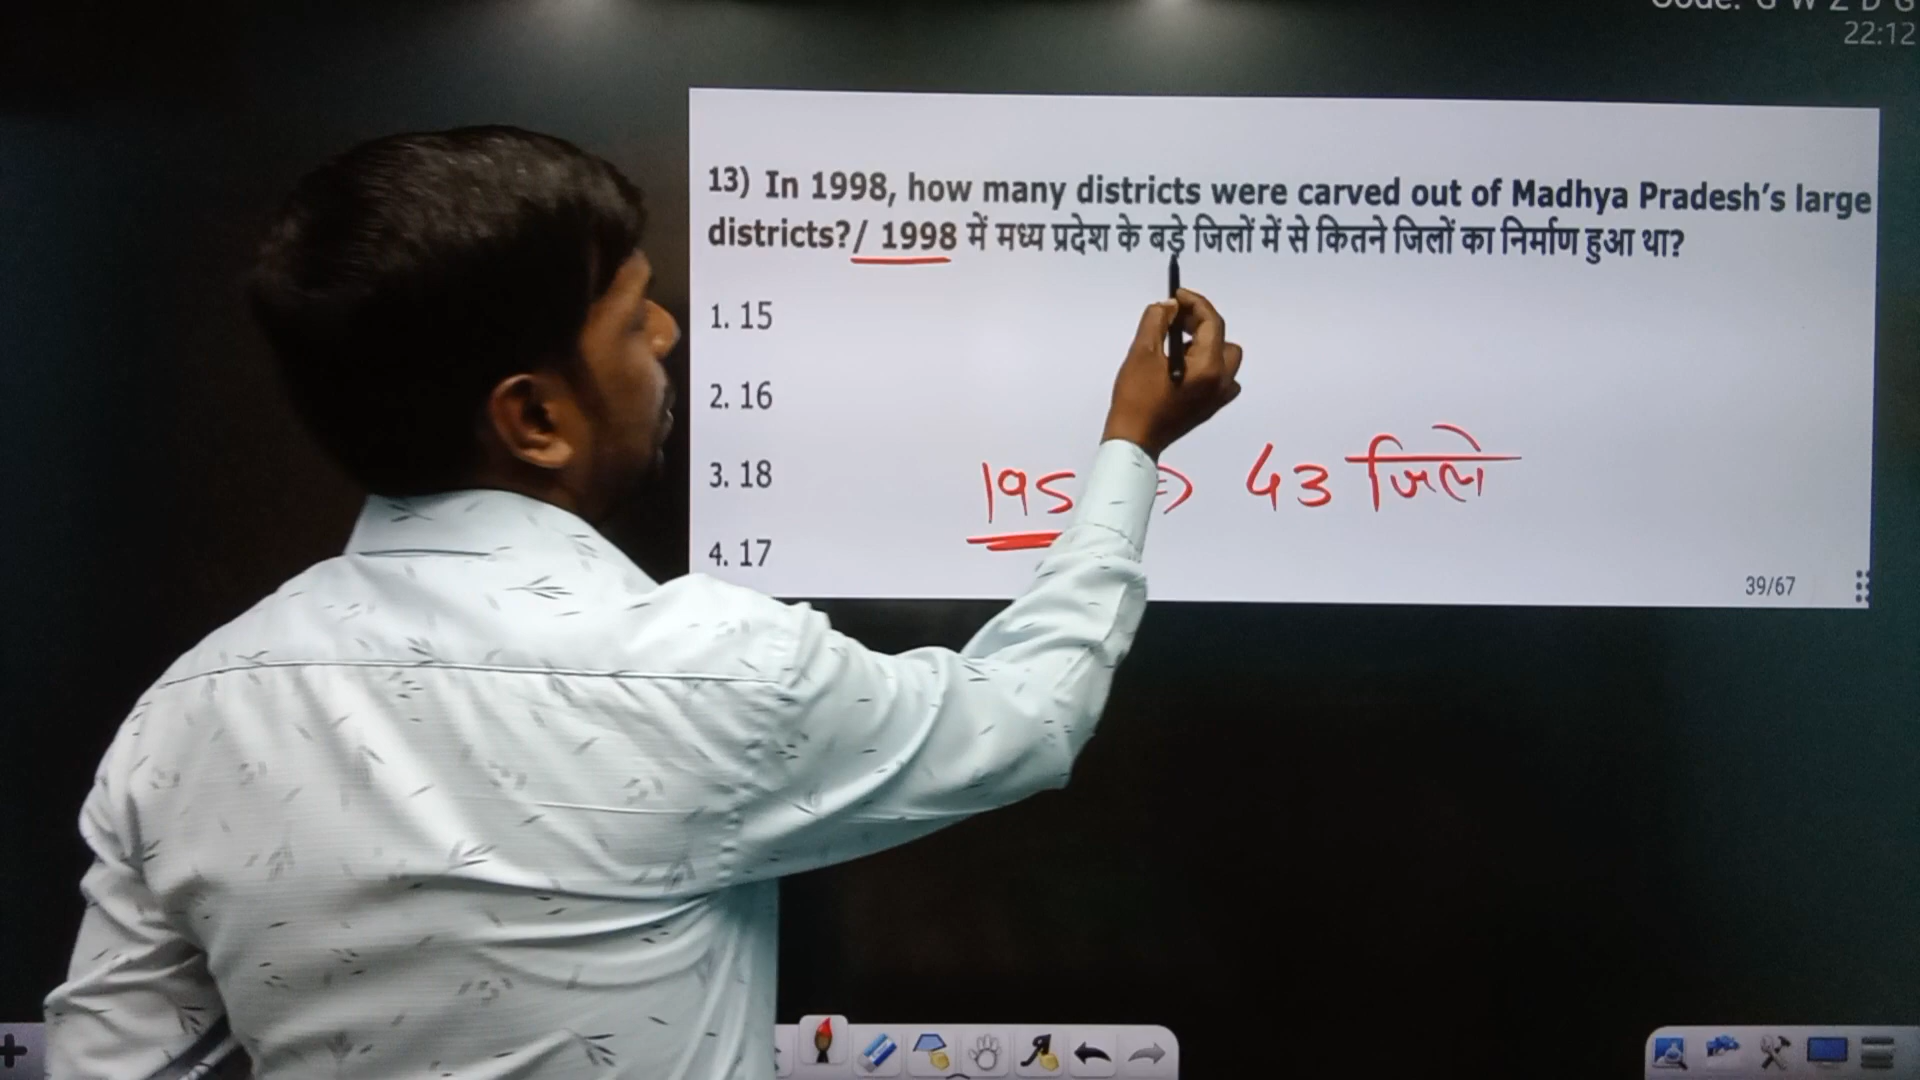 22:12
13) In 1998, how many districts were carved out of Madhya Pradesh’s large
districts?/ 1998 में मध्य प्रदेश के बड़े जिलों में से कितने जिलों का निर्माण हुआ था?
1. 15
2. 16
3. 18
195 ⇒ 43 जिले
4. 17
39/67